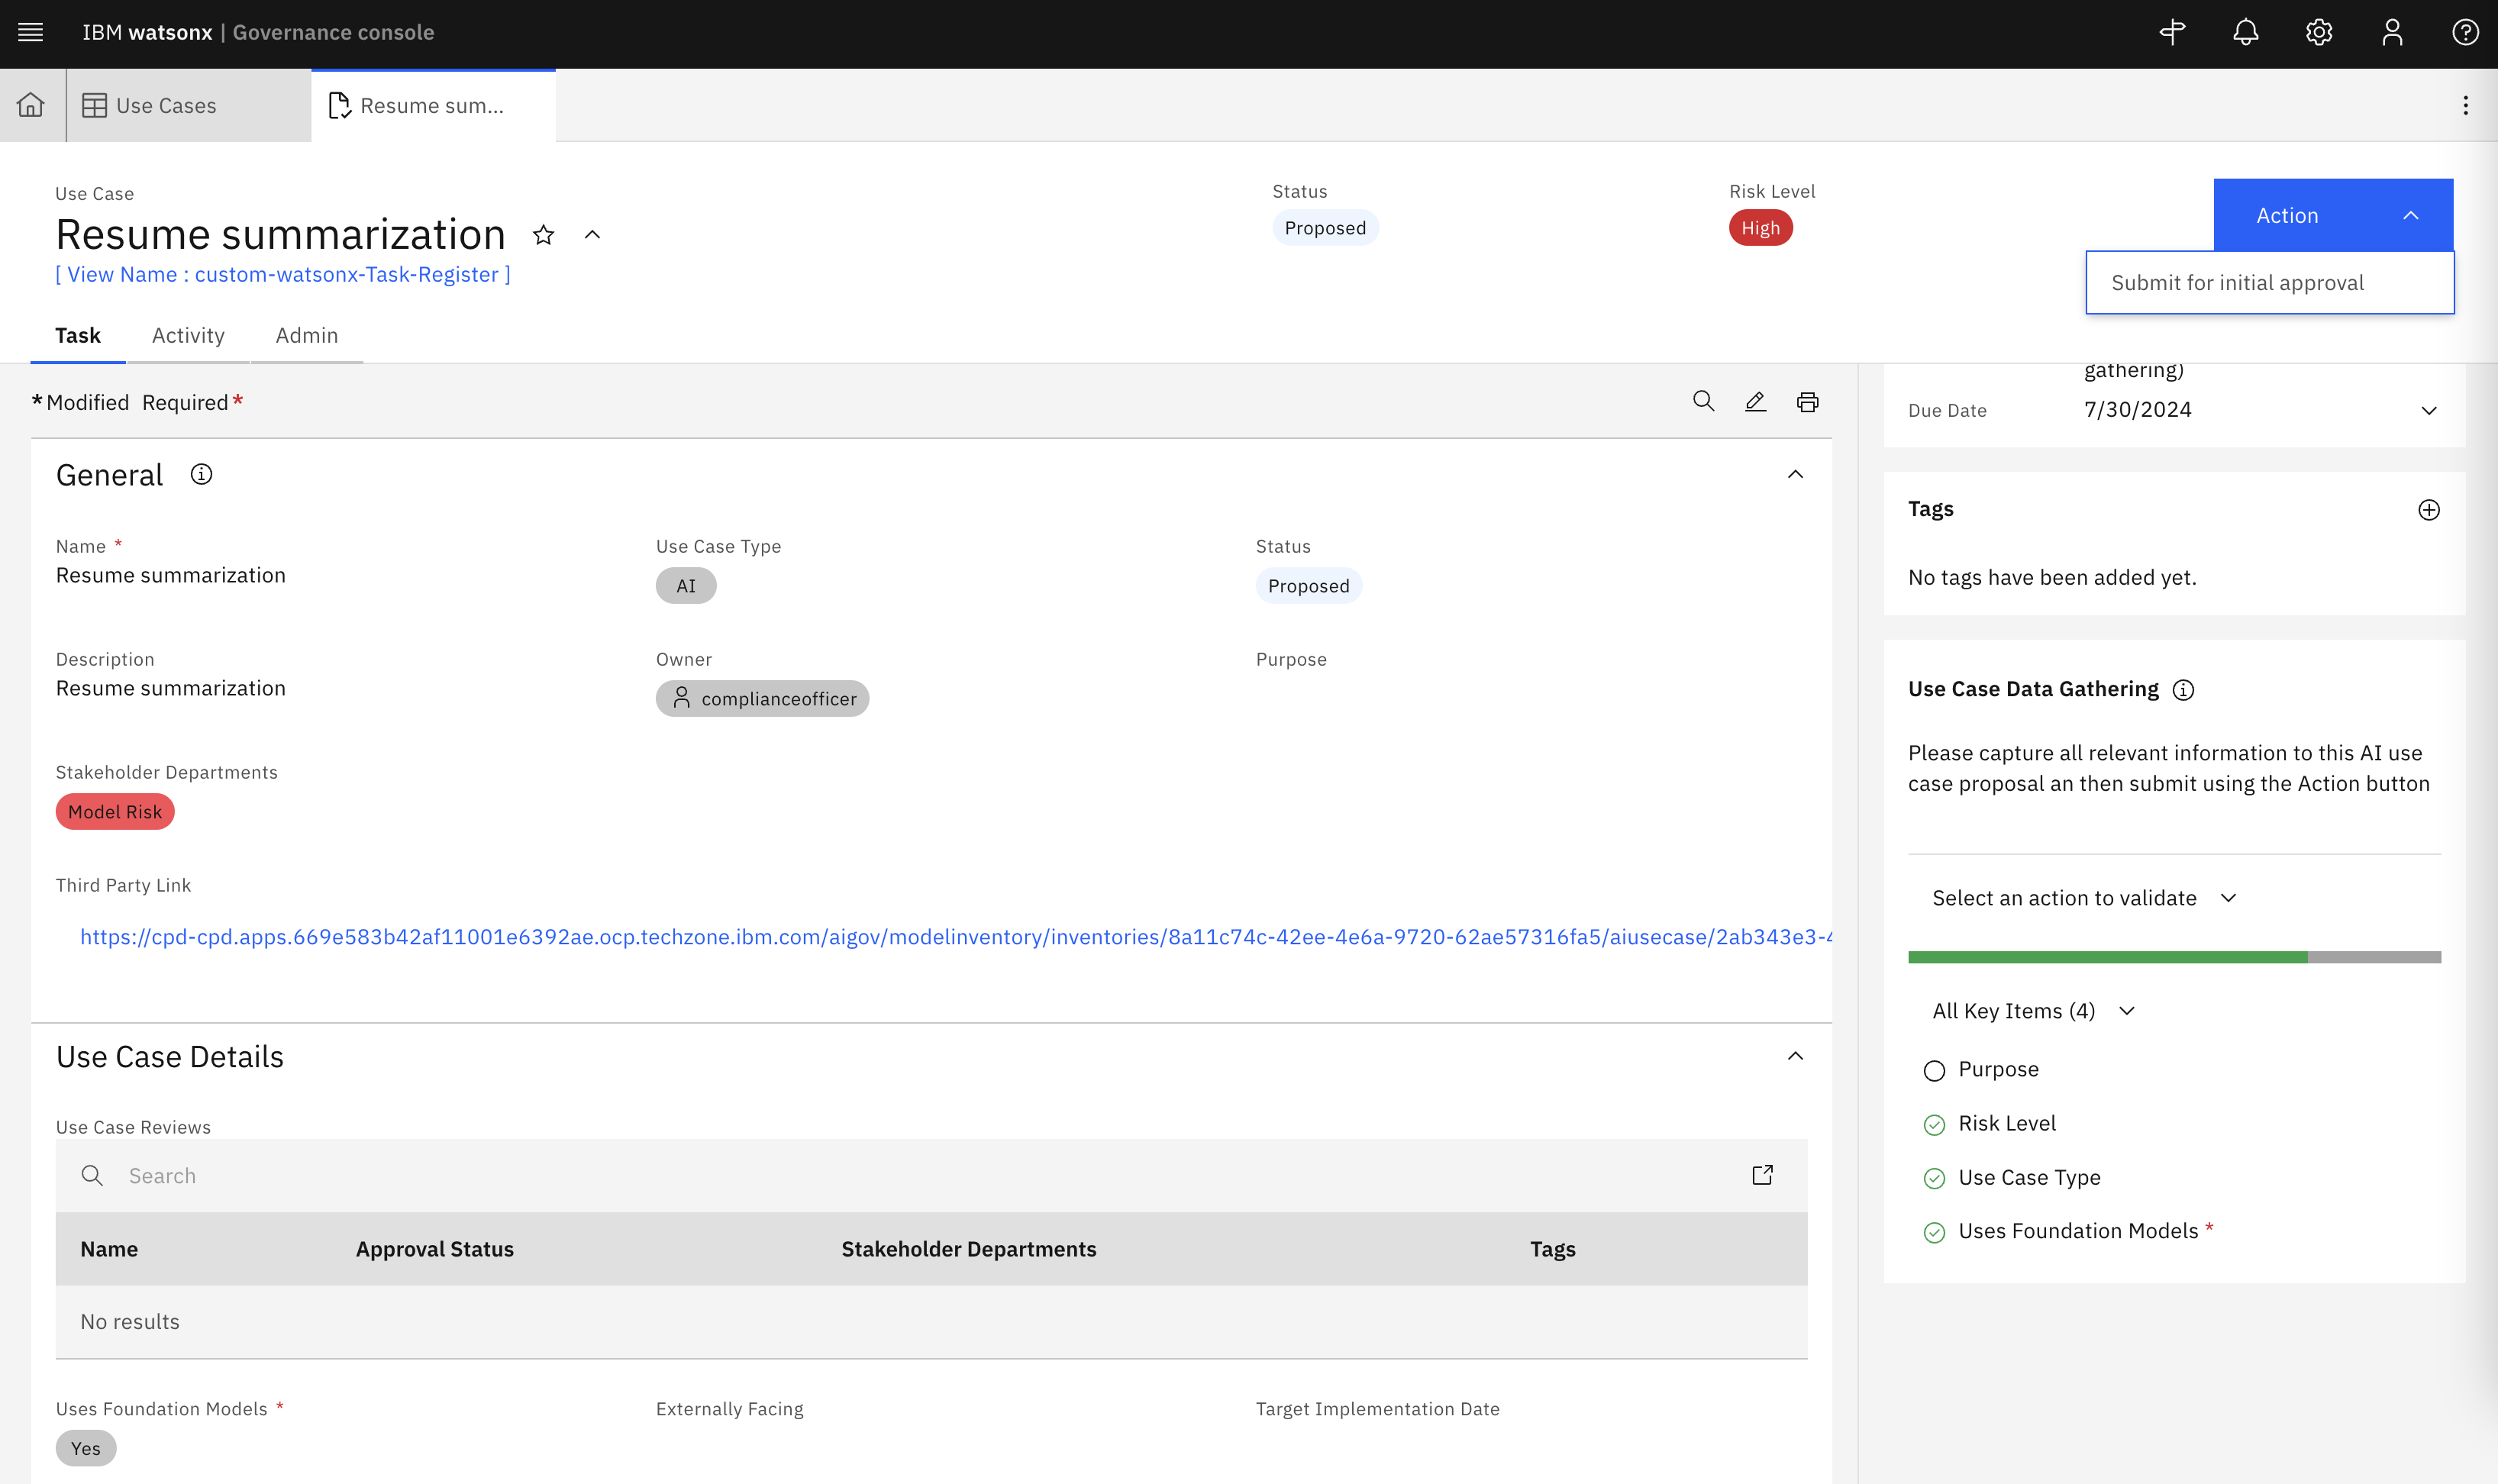 IBM watsonx | Governance console
Use Cases
Resume sum...
Use Case
Resume summarization
[ View Name : custom-watsonx-Task-Register ]
Status
Proposed
Risk Level
High
Action
Submit for initial approval
Task
Activity
Admin
*Modified Required*
General
Name *
Resume summarization
Use Case Type
AI
Status
Proposed
Description
Resume summarization
Owner
complianceofficer
Purpose
Stakeholder Departments
Model Risk
Third Party Link
https://cpd-cpd.apps.669e583b42af11001e6392ae.ocp.techzone.ibm.com/aigov/modelinventory/inventories/8a11c74c-42ee-4e6a-9720-62ae57316fa5/aiusecase/2ab343e3-4
Use Case Details
Use Case Reviews
Search
Name Approval Status Stakeholder Departments Tags
No results
Uses Foundation Models *
Yes
Externally Facing
Target Implementation Date
gathering)
Due Date 7/30/2024
Tags
No tags have been added yet.
Use Case Data Gathering
Please capture all relevant information to this AI use
case proposal an then submit using the Action button
Select an action to validate
All Key Items (4)
Purpose
Risk Level
Use Case Type
Uses Foundation Models *